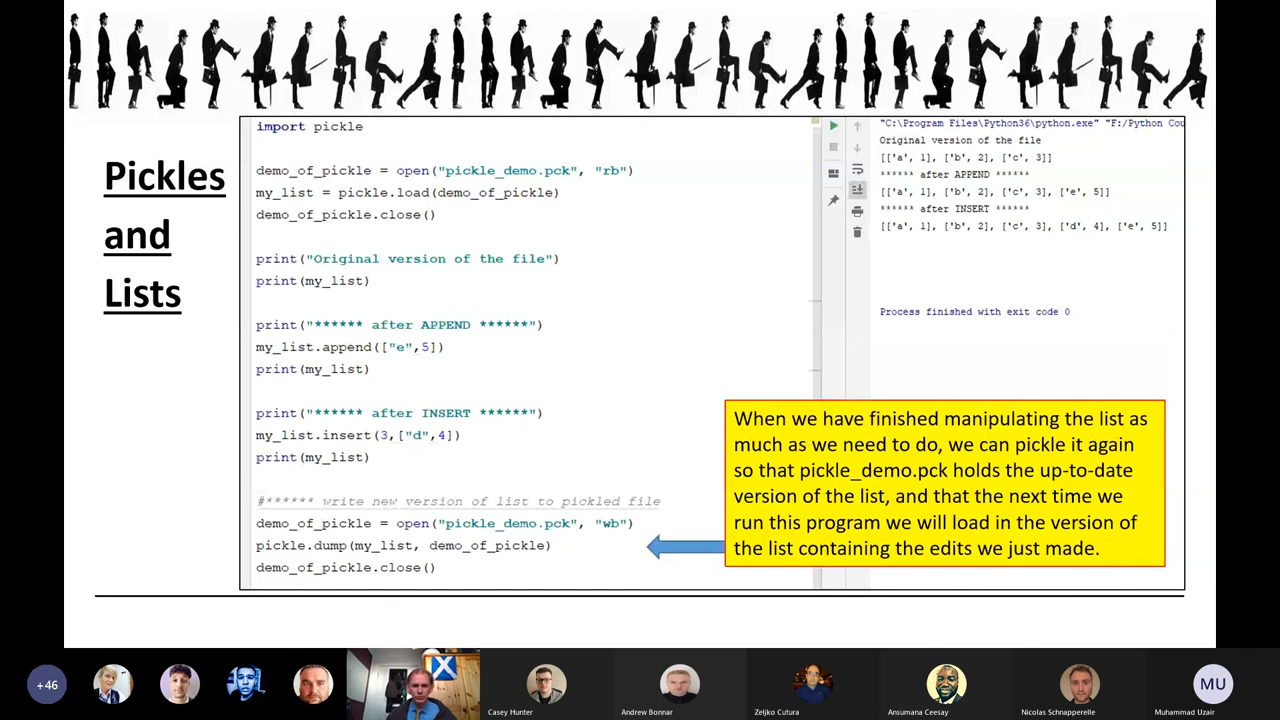 Pickles
and
Lists
import pickle
demo_of_pickle = open("pickle_demo.pck", "rb")
my_list = pickle.load(demo_of_pickle)
demo_of_pickle.close()
print("Original version of the file")
print(my_list)
print("****** after APPEND ******")
my_list.append(["e",5])
print(my_list)
print("****** after INSERT ******")
my_list.insert(3,["d",4])
print(my_list)
#****** write new version of list to pickled file
demo_of_pickle = open("pickle_demo.pck", "wb")
pickle.dump(my_list, demo_of_pickle)
demo_of_pickle.close()
"C:\Program Files\Python36\python.exe" "F:/Python Cou
Original version of the file
[['a', 1], ['b', 2], ['c', 3]]
****** after APPEND ******
[['a', 1], ['b', 2], ['c', 3], ['e', 5]]
****** after INSERT ******
[['a', 1], ['b', 2], ['c', 3], ['d', 4], ['e', 5]]
Process finished with exit code 0
When we have finished manipulating the list as
much as we need to do, we can pickle it again
so that pickle_demo.pck holds the up-to-date
version of the list, and that the next time we
run this program we will load in the version of
the list containing the edits we just made.
+46
Casey Hunter
Andrew Bonnar
Zeljko Cutura
Ansumana Ceesay
Nicolas Schnapperelle
MU
Muhammad Uzair